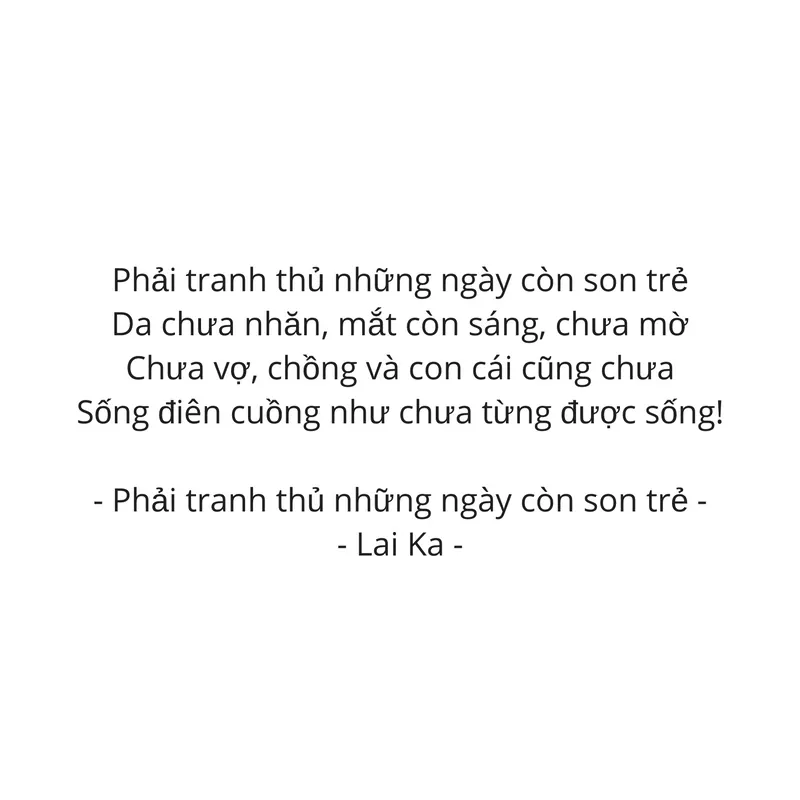 Phải tranh thủ những ngày còn son trẻ
Da chưa nhăn, mắt còn sáng, chưa mờ
Chưa vợ, chồng và con cái cũng chưa
Sống điên cuồng như chưa từng được sống!
- Phải tranh thủ những ngày còn son trẻ -
- Lai Ka -